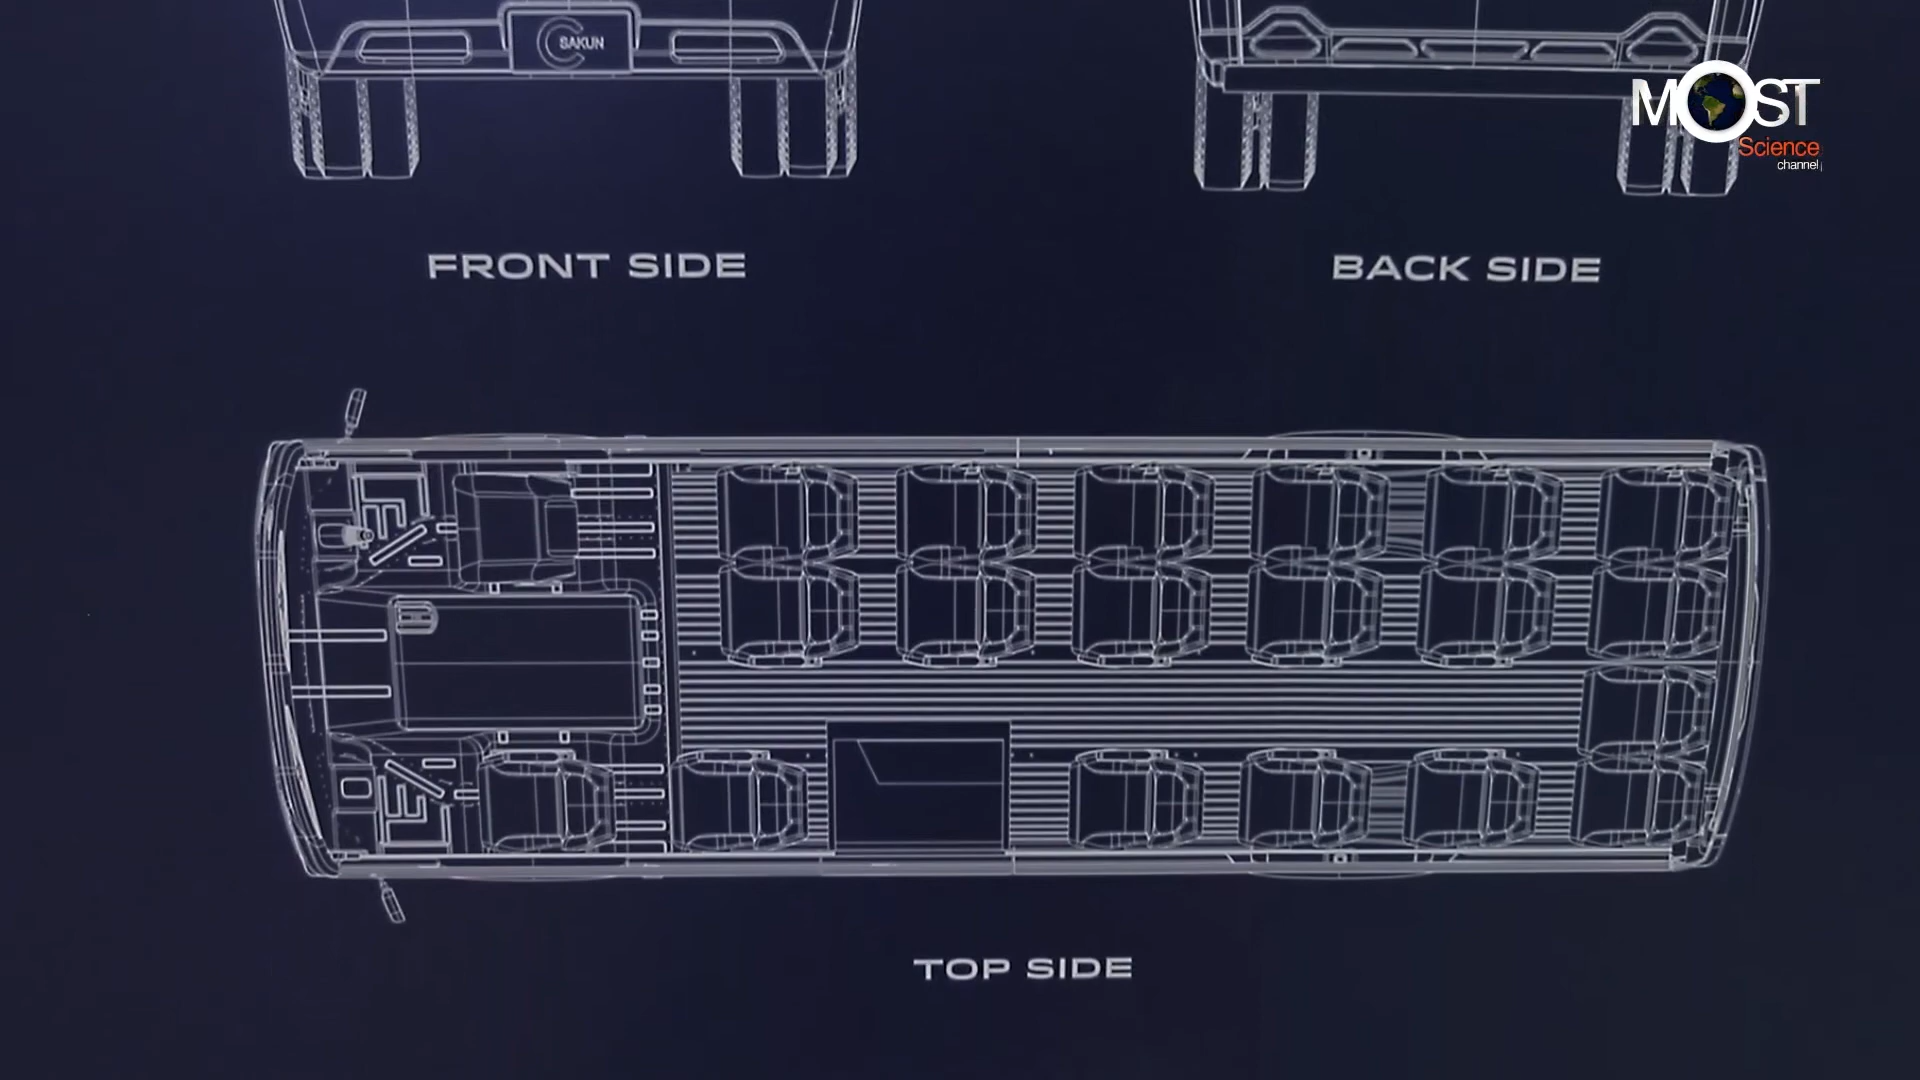 SAKUN
MOST
Science
channel
FRONT SIDE
BACK SIDE
TOP SIDE